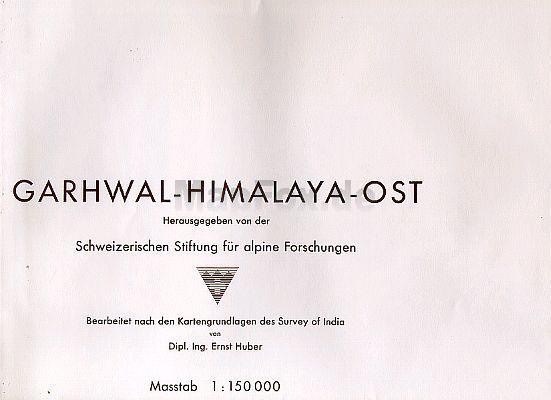 GARHWAL-HIMALAYA-OST
Herausgegeben von der
Schweizerischen Stiftung für alpine Forschungen
Bearbeitet nach den Kartengrundlagen des Survey of India
von
Dipl. Ing. Ernst Huber
Masstab 1 : 150 000